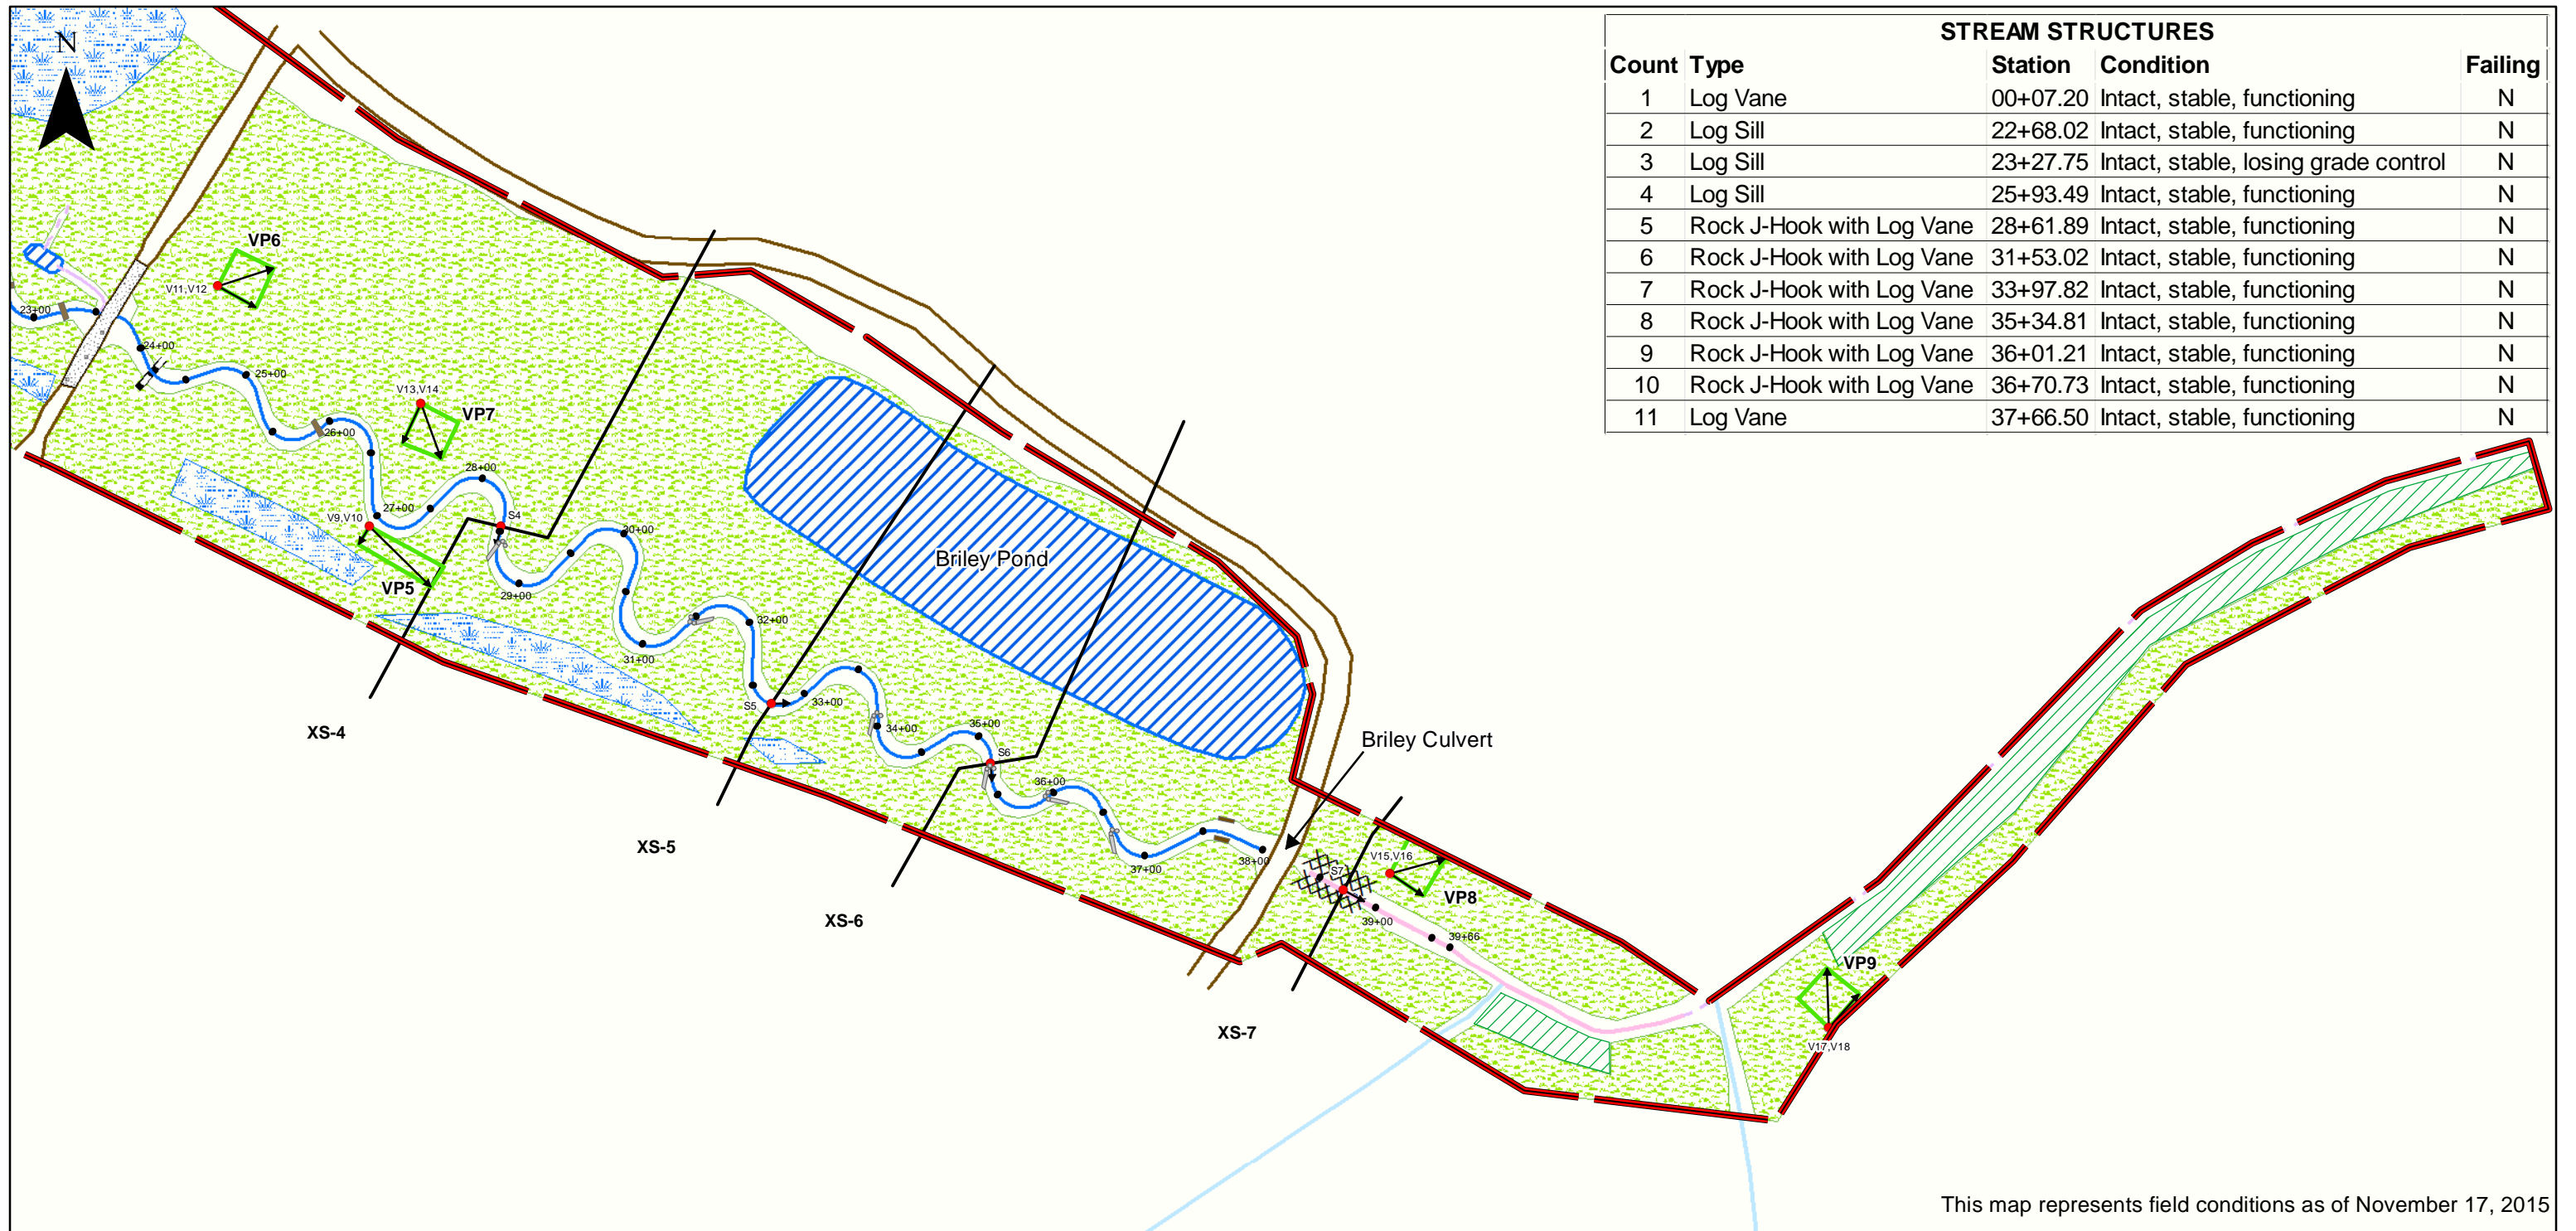 STREAM STRUCTURES
Count Type Station Condition Failing
1 Log Vane 00+07.20 Intact, stable, functioning N
2 Log Sill 22+68.02 Intact, stable, functioning N
3 Log Sill 23+27.75 Intact, stable, losing grade control N
4 Log Sill 25+93.49 Intact, stable, functioning N
5 Rock J-Hook with Log Vane 28+61.89 Intact, stable, functioning N
6 Rock J-Hook with Log Vane 31+53.02 Intact, stable, functioning N
7 Rock J-Hook with Log Vane 33+97.82 Intact, stable, functioning N
8 Rock J-Hook with Log Vane 35+34.81 Intact, stable, functioning N
9 Rock J-Hook with Log Vane 36+01.21 Intact, stable, functioning N
10 Rock J-Hook with Log Vane 36+70.73 Intact, stable, functioning N
11 Log Vane 37+66.50 Intact, stable, functioning N
N
VP6
V11,V12
23+00
24+00
25+00
V13,V14
VP7
26+00
28+00
27+00
V9,V10
S4
30+00
VP5
29+00
Briley Pond
32+00
31+00
S5
33+00
XS-4
34+00
35+00
S6
Briley Culvert
36+00
XS-5
38+00
37+00
V15,V16
S7
VP8
XS-6
39+00
39+66
VP9
XS-7
V17,V18
This map represents field conditions as of November 17, 2015